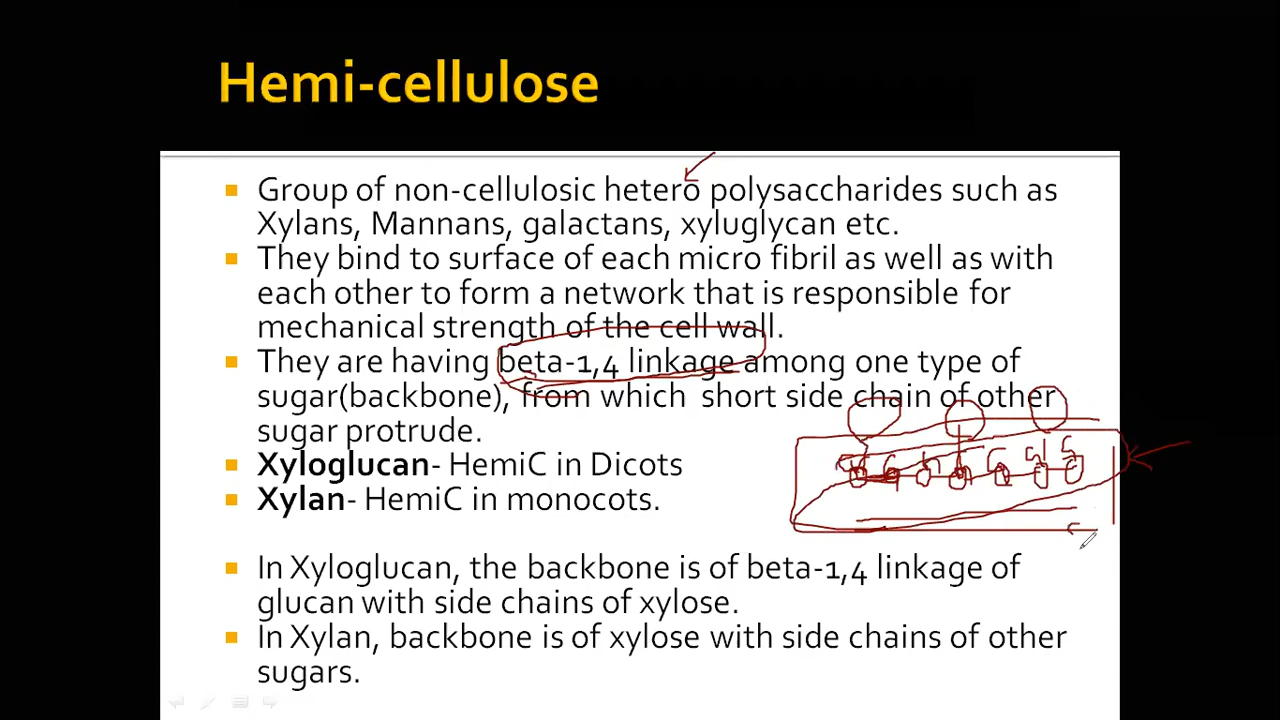 Hemi-cellulose
Group of non-cellulosic hetero polysaccharides such as
Xylans, Mannans, galactans, xyluglycan etc.
They bind to surface of each micro fibril as well as with
each other to form a network that is responsible for
mechanical strength of the cell wall.
They are having beta-1,4 linkage among one type of
sugar(backbone), from which short side chain of other
sugar protrude.
Xyloglucan- HemiC in Dicots
Xylan- HemiC in monocots.
In Xyloglucan, the backbone is of beta-1,4 linkage of
glucan with side chains of xylose.
In Xylan, backbone is of xylose with side chains of other
sugars.